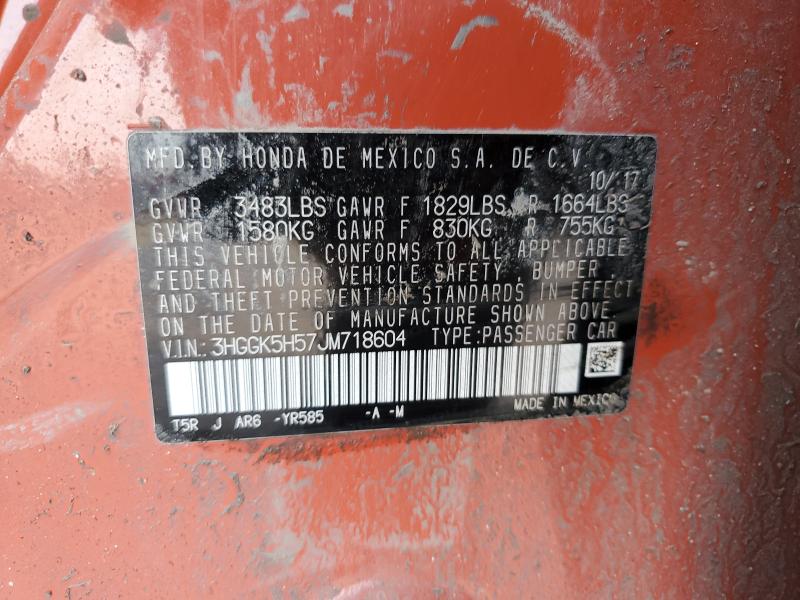 MFD. BY HONDA DE MEXICO S.A. DE C.V.
10/17
GVWR 3483LBS GAWR F 1829LBS R 1664LBS
GVWR 1580KG GAWR F 830KG R 755KG
THIS VEHICLE CONFORMS TO ALL APPLICABLE
FEDERAL MOTOR VEHICLE SAFETY, BUMPER
AND THEFT PREVENTION STANDARDS IN EFFECT
ON THE DATE OF MANUFACTURE SHOWN ABOVE.
V.I.N.: 3HGGK5H57JM718604 TYPE:PASSENGER CAR
T5R J AR6 -YR585 -A -M MADE IN MEXICO